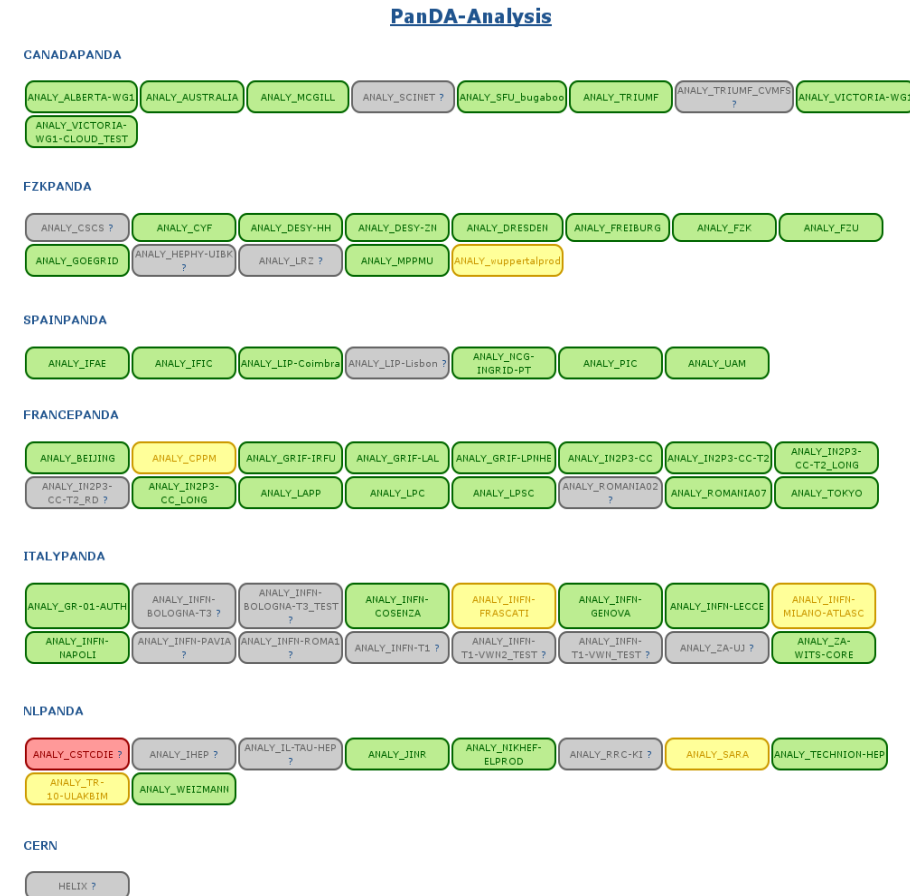 PanDA-Analysis
CANADAPANDA
ANALY_ALBERTA-WG1 ANALY_AUSTRALIA ANALY_MCGILL ANALY_SCINET ? ANALY_SFU_bugaboo ANALY_TRIUMF ANALY_TRIUMF_CVMFS ? ANALY_VICTORIA-WG1
ANALY_VICTORIA-
WG1-CLOUD_TEST
FZKPANDA
ANALY_CSCS ? ANALY_CYF ANALY_DESY-HH ANALY_DESY-ZN ANALY_DRESDEN ANALY_FREIBURG ANALY_FZK ANALY_FZU
ANALY_GOEGRID ANALY_HEPHY-UIBK ? ANALY_LRZ ? ANALY_MPPMU ANALY_wuppertalprod
SPAINPANDA
ANALY_IFAE ANALY_IFIC ANALY_LIP-Coimbra ANALY_LIP-Lisbon ? ANALY_NCG-
INGRID-PT ANALY_PIC ANALY_UAM
FRANCEPANDA
ANALY_BEIJING ANALY_CPPM ANALY_GRIF-IRFU ANALY_GRIF-LAL ANALY_GRIF-LPNHE ANALY_IN2P3-CC ANALY_IN2P3-CC-T2 ANALY_IN2P3-
CC-T2_LONG
ANALY_IN2P3-
CC-T2_RD ? ANALY_IN2P3-
CC_LONG ANALY_LAPP ANALY_LPC ANALY_LPSC ANALY_ROMANIA02 ? ANALY_ROMANIA07 ANALY_TOKYO
ITALYPANDA
ANALY_GR-01-AUTH ANALY_INFN-
BOLOGNA-T3 ? ANALY_INFN-
BOLOGNA-T3_TEST ? ANALY_INFN-
COSENZA ANALY_INFN-
FRASCATI ANALY_INFN-
GENOVA ANALY_INFN-LECCE ANALY_INFN-
MILANO-ATLASC
ANALY_INFN-
NAPOLI ANALY_INFN-PAVIA ? ANALY_INFN-ROMA1 ? ANALY_INFN-T1 ? ANALY_INFN-
T1-VWN2_TEST ? ANALY_INFN-
T1-VWN_TEST ? ANALY_ZA-UJ ? ANALY_ZA-
WITS-CORE
NLPANDA
ANALY_CSTCDIE ? ANALY_IHEP ? ANALY_IL-TAU-HEP ? ANALY_JINR ANALY_NIKHEF-
ELPROD ANALY_RRC-KI ? ANALY_SARA ANALY_TECHNION-HEP
ANALY_TR-
10-ULAKBIM ANALY_WEIZMANN
CERN
HELIX ?